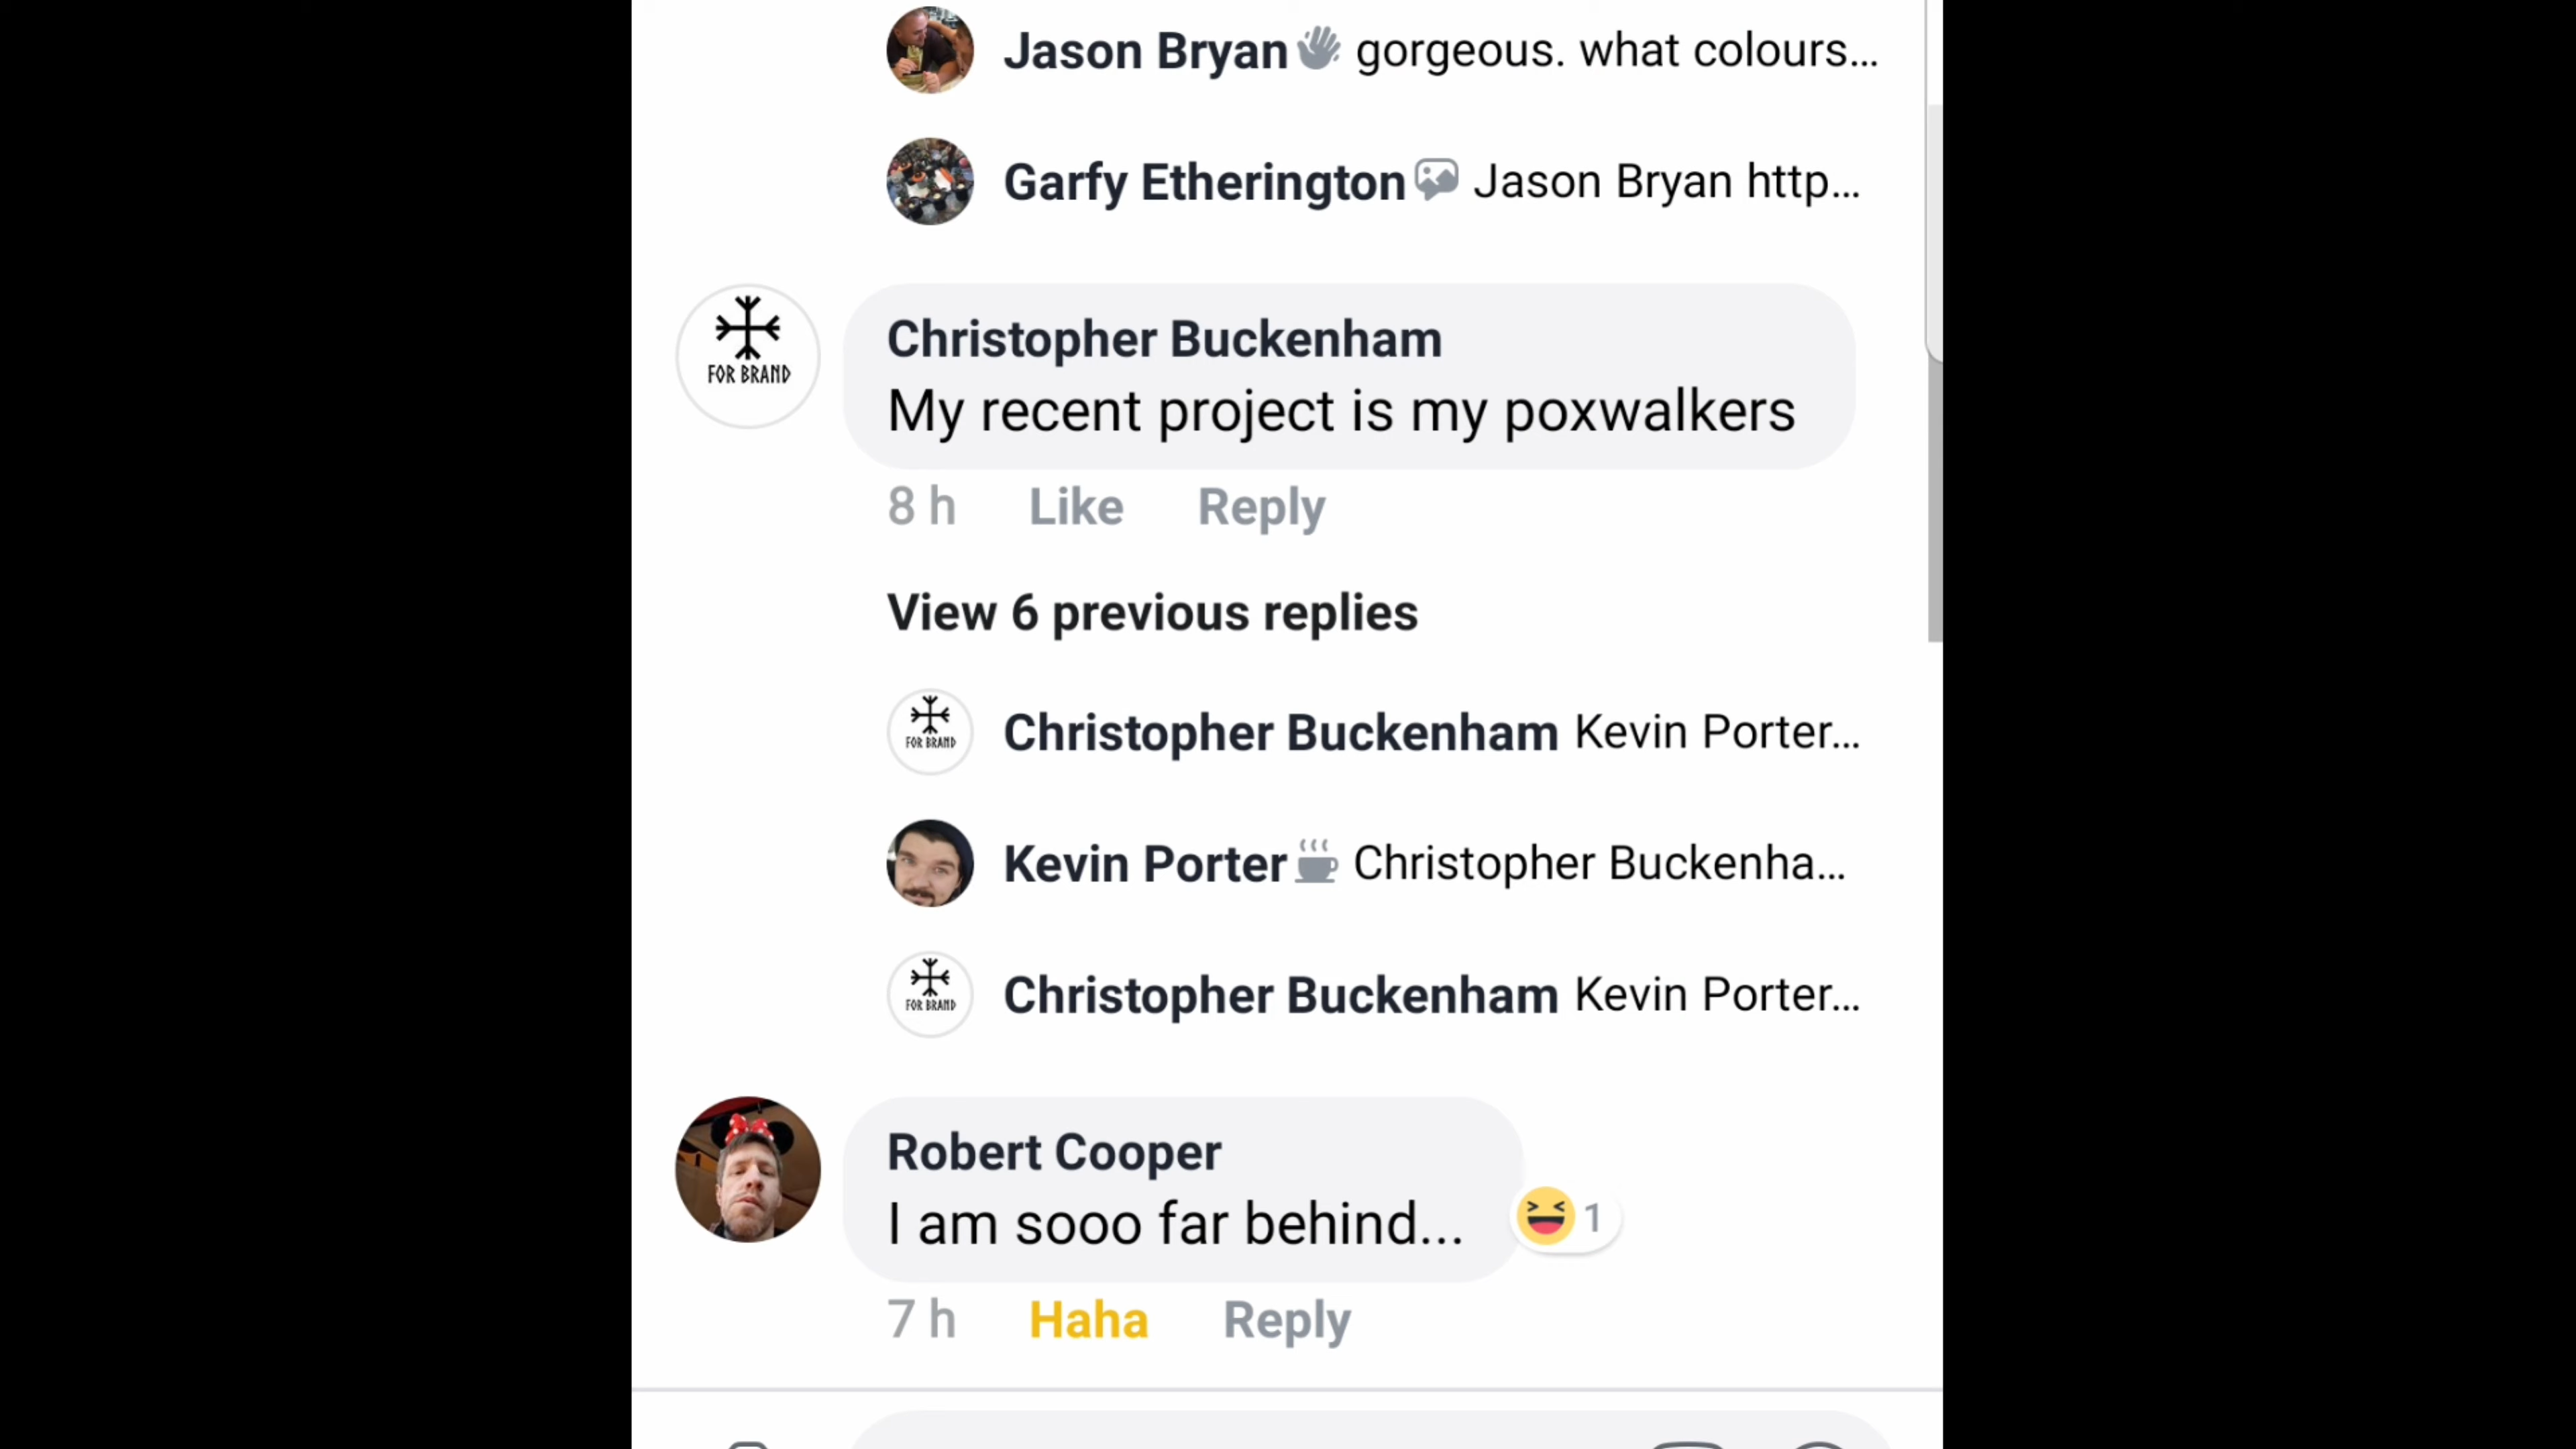 Jason Bryan gorgeous. what colours...
Garfy Etherington Jason Bryan http...
FOR BRAND
Christopher Buckenham
My recent project is my poxwalkers
8 h Like Reply
View 6 previous replies
FOR BRAND
Christopher Buckenham Kevin Porter...
Kevin Porter Christopher Buckenha...
FOR BRAND
Christopher Buckenham Kevin Porter...
Robert Cooper
I am sooo far behind...
1
7 h Haha Reply